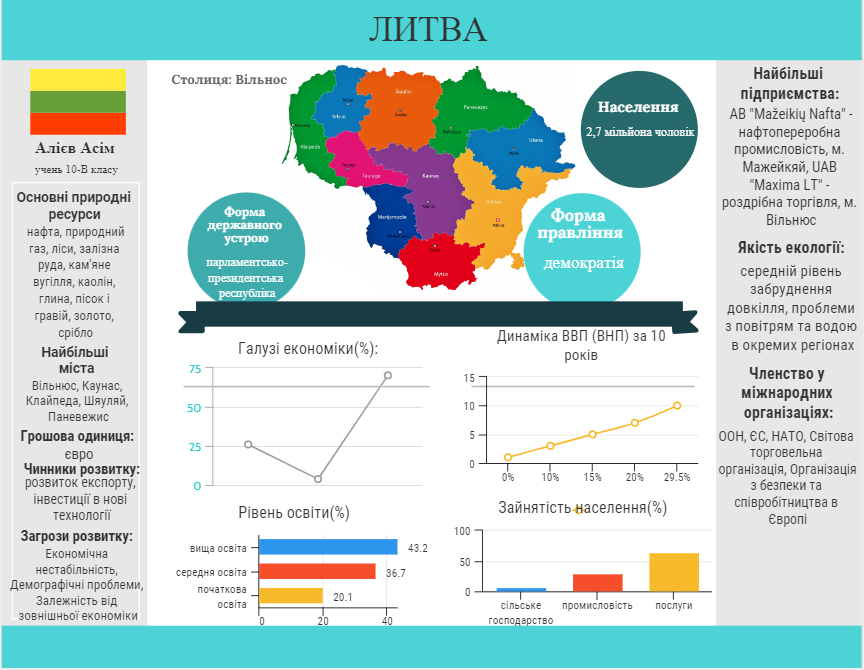 ЛИТВА
Столиця: Вільнос
Алієв Асім
учень 10-В класу
Основні природні
ресурси
нафта, природний
газ, ліси, залізна
руда, кам'яне
вугілля, каолін,
глина, пісок і
гравій, золото,
срібло
Найбільші
міста
Вільнюс, Каунас,
Клайпеда, Шяуляй,
Паневежис
Грошова одиниця:
євро
Чинники розвитку:
розвиток експорту,
інвестиції в нові
технології
Загрози розвитку:
Економічна
нестабільність,
Демографічні проблеми,
Залежність від
зовнішньої економіки
Siauliai
Panevezys
Telsiai
Klaipeda
Taurage
Utena
Kaunas
Vilnius
Marijampole
Alytus
Населення
2,7 мільйона чоловік
Форма
державного
устрою
парламентсько-
президентська
республіка
Форма
правління
демократія
Галузі економіки(%):
75
50
25
0
Динаміка ВВП (ВНП) за 10
років
15
10
5
0
0% 10% 15% 20% 29.5%
Рівень освіти(%)
вища освіта 43.2
середня освіта 36.7
початкова
освіта 20.1
0 20 40
Зайнятість населення(%)
100
50
0
сільське промисловість послуги
господарство
Найбільші
підприємства:
AB "Mažeikių Nafta" -
нафтопереробна
промисловість, м.
Мажейкяй, UAB
"Maxima LT" -
роздрібна торгівля, м.
Вільнюс
Якість екології:
середній рівень
забруднення
довкілля, проблеми
з повітрям та водою
в окремих регіонах
Членство у
міжнародних
організаціях:
ООН, ЄС, НАТО, Світова
торговельна
організація, Організація
з безпеки та
співробітництва в
Європі